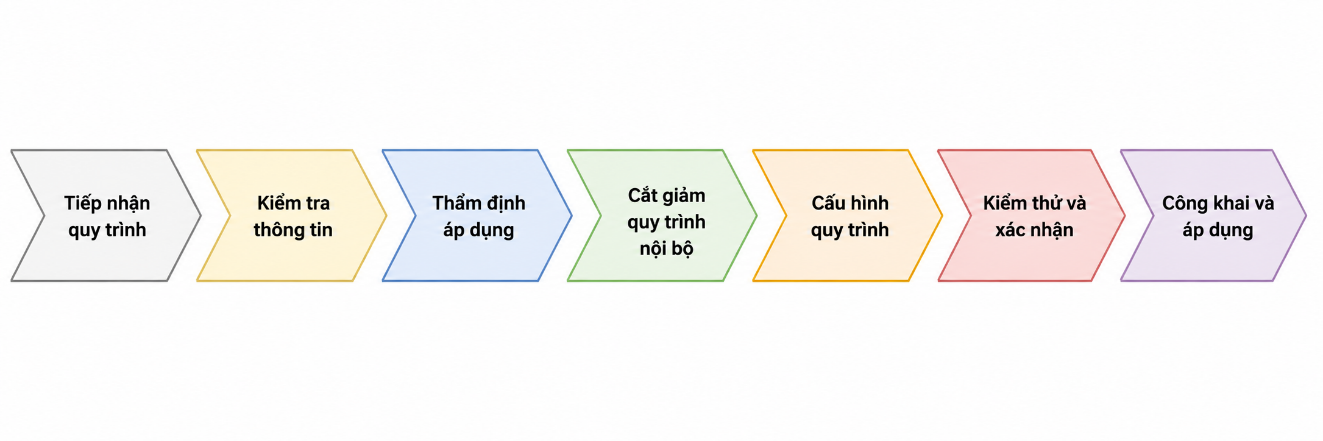 Tiếp nhận
quy trình
Kiểm tra
thông tin
Thẩm định
áp dụng
Cắt giảm
quy trình
nội bộ
Cấu hình
quy trình
Kiểm thử và
xác nhận
Công khai và
áp dụng